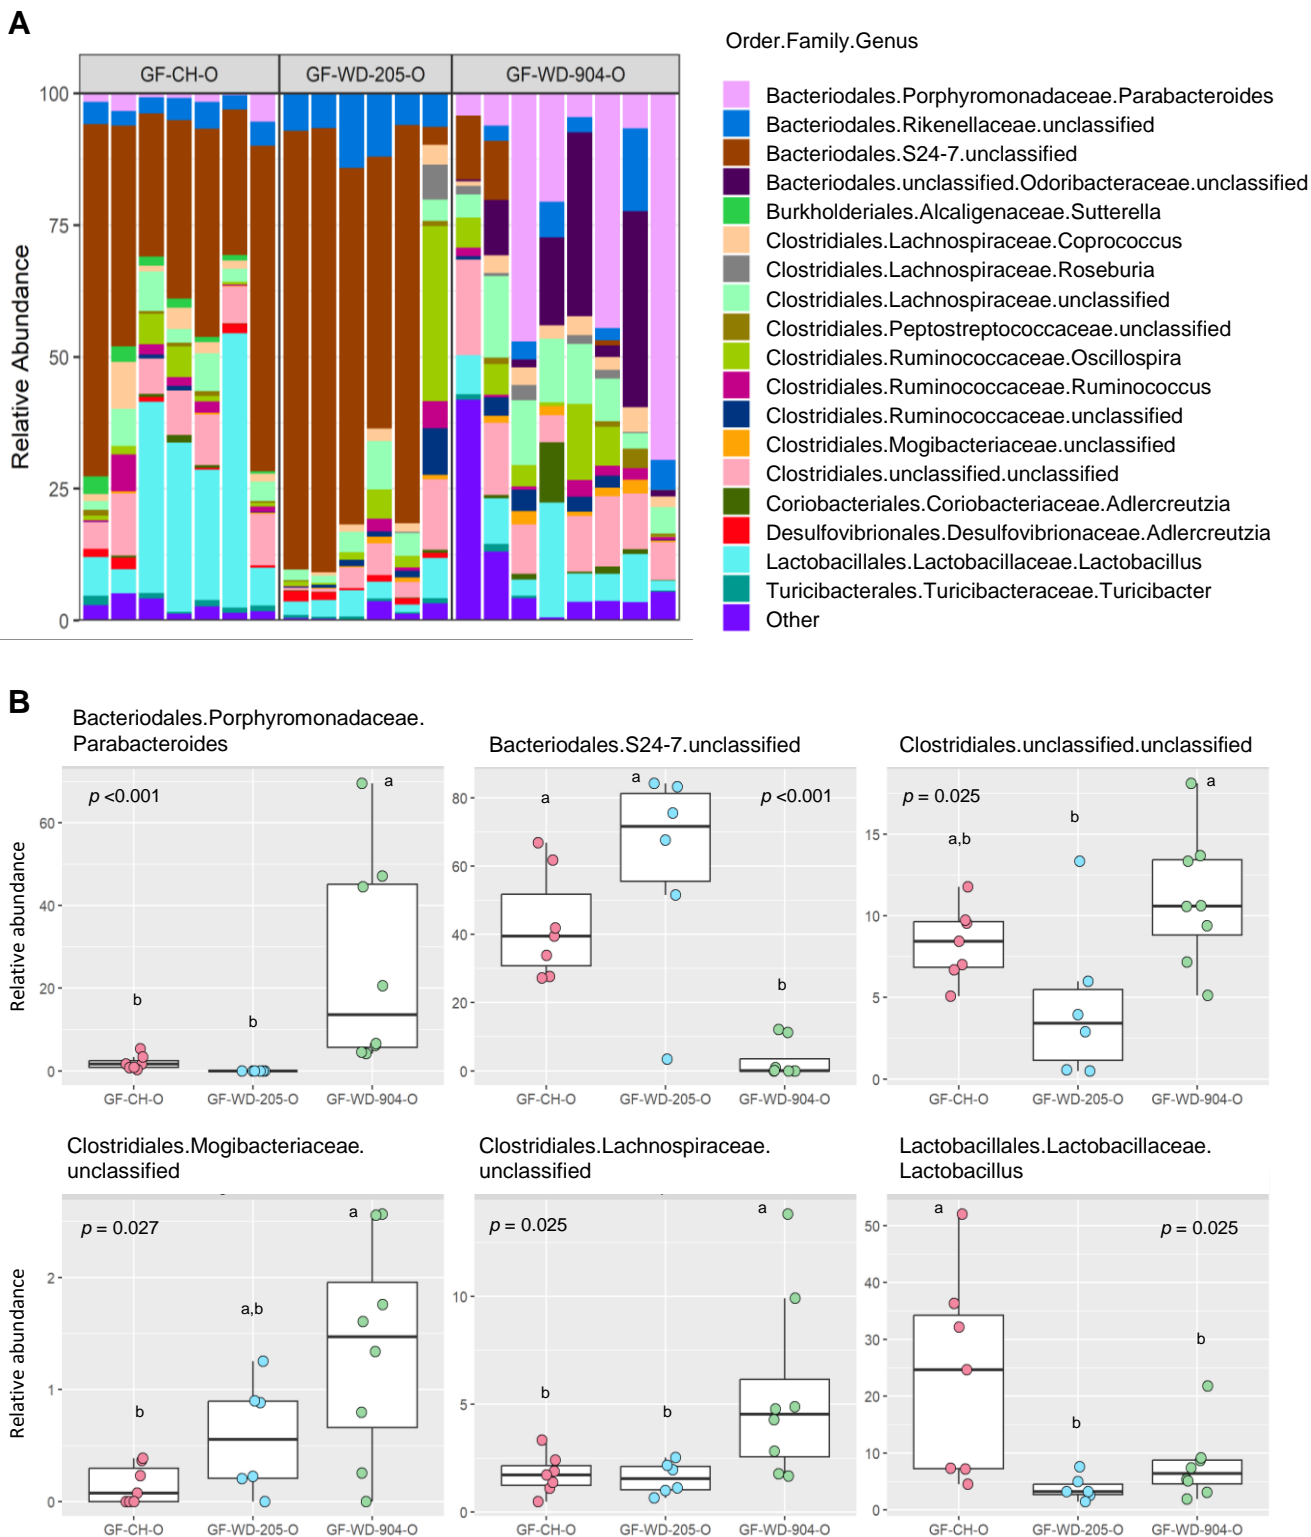 A
Order.Family.Genus
GF-CH-O GF-WD-205-O GF-WD-904-O
Relative Abundance
100
75
50
25
0
Bacteriodales.Porphyromonadaceae.Parabacteroides
Bacteriodales.Rikenellaceae.unclassified
Bacteriodales.S24-7.unclassified
Bacteriodales.unclassified.Odoribacteraceae.unclassified
Burkholderiales.Alcaligenaceae.Sutterella
Clostridiales.Lachnospiraceae.Coprococcus
Clostridiales.Lachnospiraceae.Roseburia
Clostridiales.Lachnospiraceae.unclassified
Clostridiales.Peptostreptococcaceae.unclassified
Clostridiales.Ruminococcaceae.Oscillospira
Clostridiales.Ruminococcaceae.Ruminococcus
Clostridiales.Ruminococcaceae.unclassified
Clostridiales.Mogibacteriaceae.unclassified
Clostridiales.unclassified.unclassified
Coriobacteriales.Coriobacteriaceae.Adlercreutzia
Desulfovibrionales.Desulfovibrionaceae.Adlercreutzia
Lactobacillales.Lactobacillaceae.Lactobacillus
Turicibacterales.Turicibacteraceae.Turicibacter
Other
B
Bacteriodales.Porphyromonadaceae.
Parabacteroides
Relative abundance
p <0.001
a
b
b
60
40
20
0
GF-CH-O GF-WD-205-O GF-WD-904-O
Bacteriodales.S24-7.unclassified
p <0.001
a
a
b
80
60
40
20
0
GF-CH-O GF-WD-205-O GF-WD-904-O
Clostridiales.unclassified.unclassified
p = 0.025
a,b
b
a
15
10
5
0
GF-CH-O GF-WD-205-O GF-WD-904-O
Clostridiales.Mogibacteriaceae.
unclassified
Relative abundance
p = 0.027
b
a,b
a
2
1
0
GF-CH-O GF-WD-205-O GF-WD-904-O
Clostridiales.Lachnospiraceae.
unclassified
p = 0.025
b
b
a
10
5
0
GF-CH-O GF-WD-205-O GF-WD-904-O
Lactobacillales.Lactobacillaceae.
Lactobacillus
p = 0.025
a
b
b
50
40
30
20
10
0
GF-CH-O GF-WD-205-O GF-WD-904-O